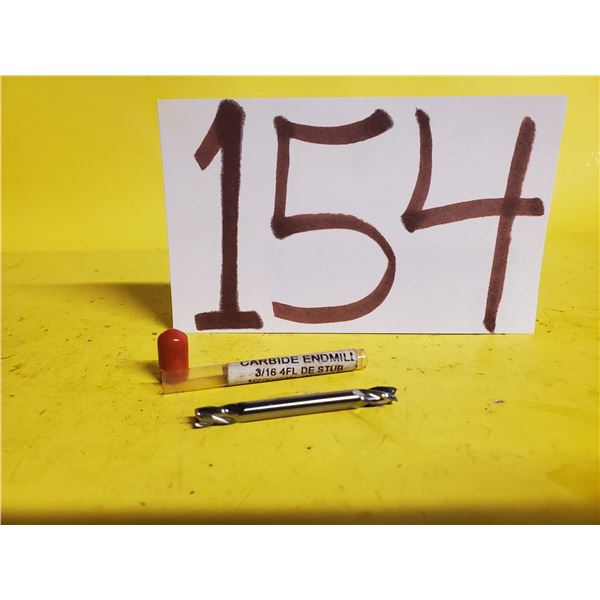 154
CARBIDE ENDMILL
3/16 4FL DE STUB